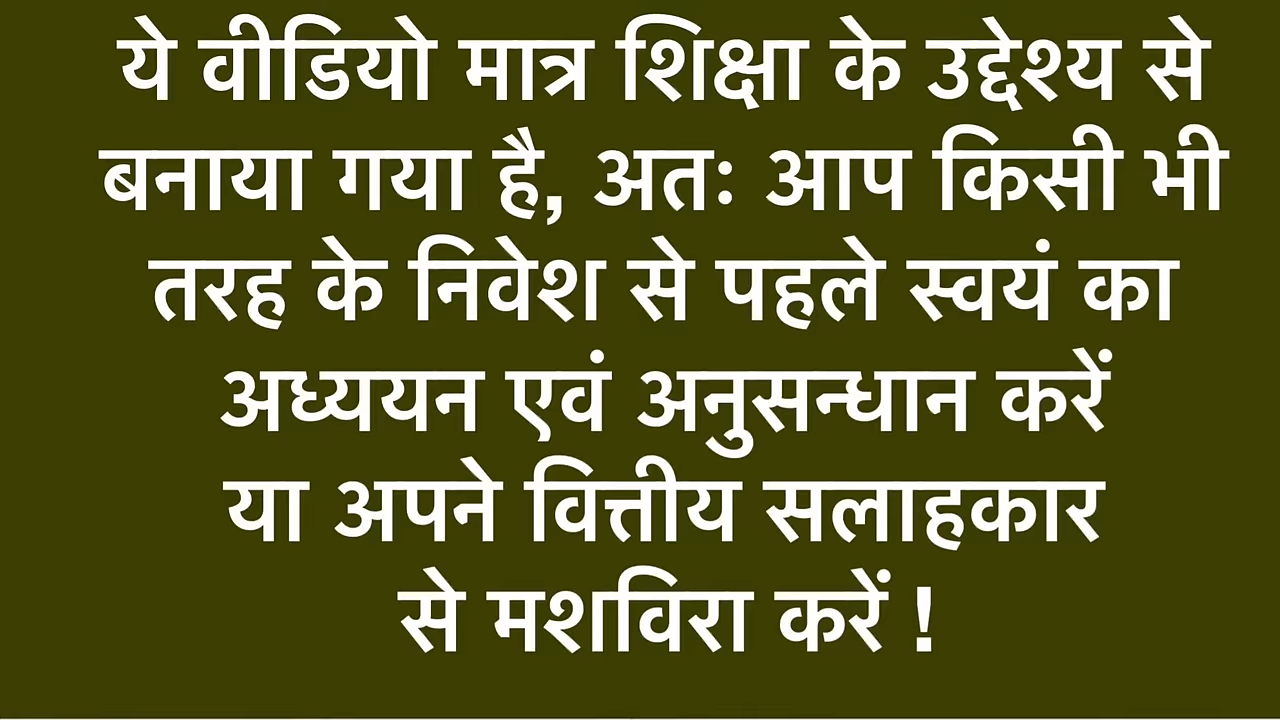 ये वीडियो मात्र शिक्षा के उद्देश्य से
बनाया गया है, अतः आप किसी भी
तरह के निवेश से पहले स्वयं का
अध्ययन एवं अनुसन्धान करें
या अपने वित्तीय सलाहकार
से मशविरा करें !